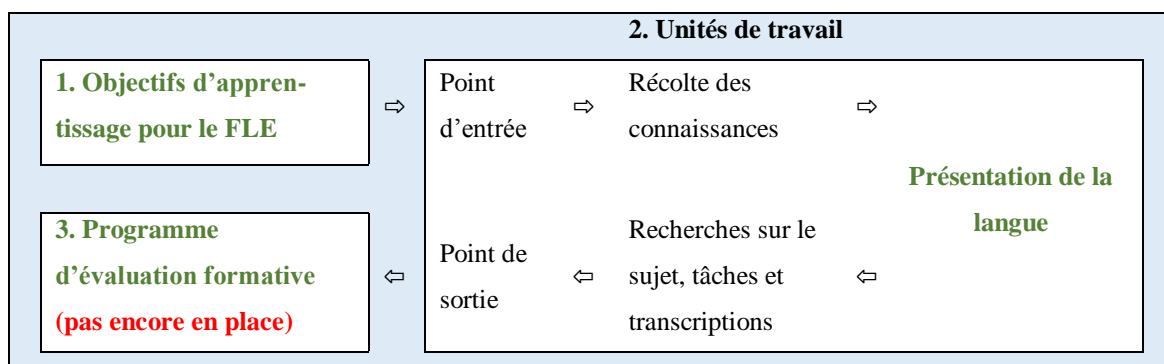 2. Unités de travail
1. Objectifs d’appren-
tissage pour le FLE
⇨
Point
d’entrée
⇨
Récolte des
connaissances
⇨
Présentation de la
langue
3. Programme
d’évaluation formative
(pas encore en place)
⇦
Point de
sortie
⇦
Recherches sur le
sujet, tâches et
transcriptions
⇦